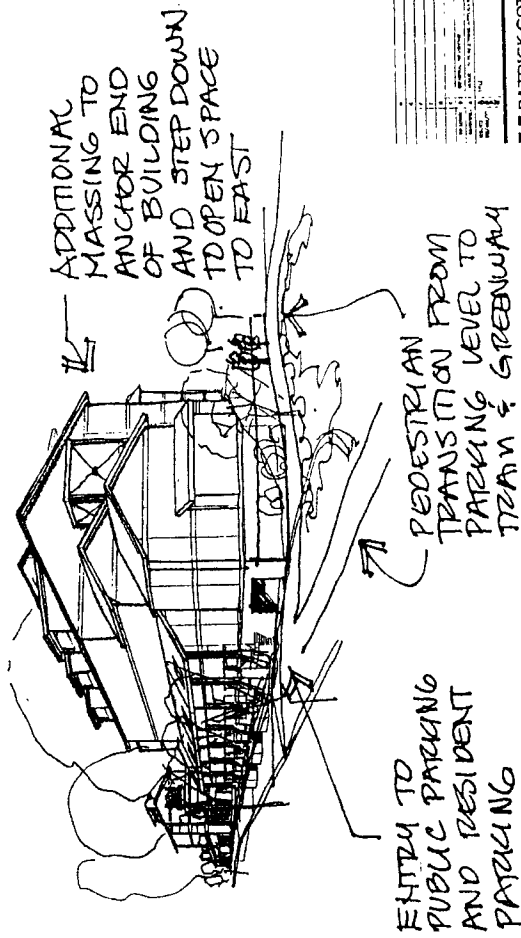 ADDITIONAL
MASSING TO
ANCHOR END
OF BUILDING
AND STEP DOWN
TO OPEN SPACE
TO EAST
PEDESTRIAN
TRANSITION FROM
PARKING LEVEL TO
TRAM & GREENWAY
ENTRY TO
PUBLIC PARKING
AND RESIDENT
PARKING